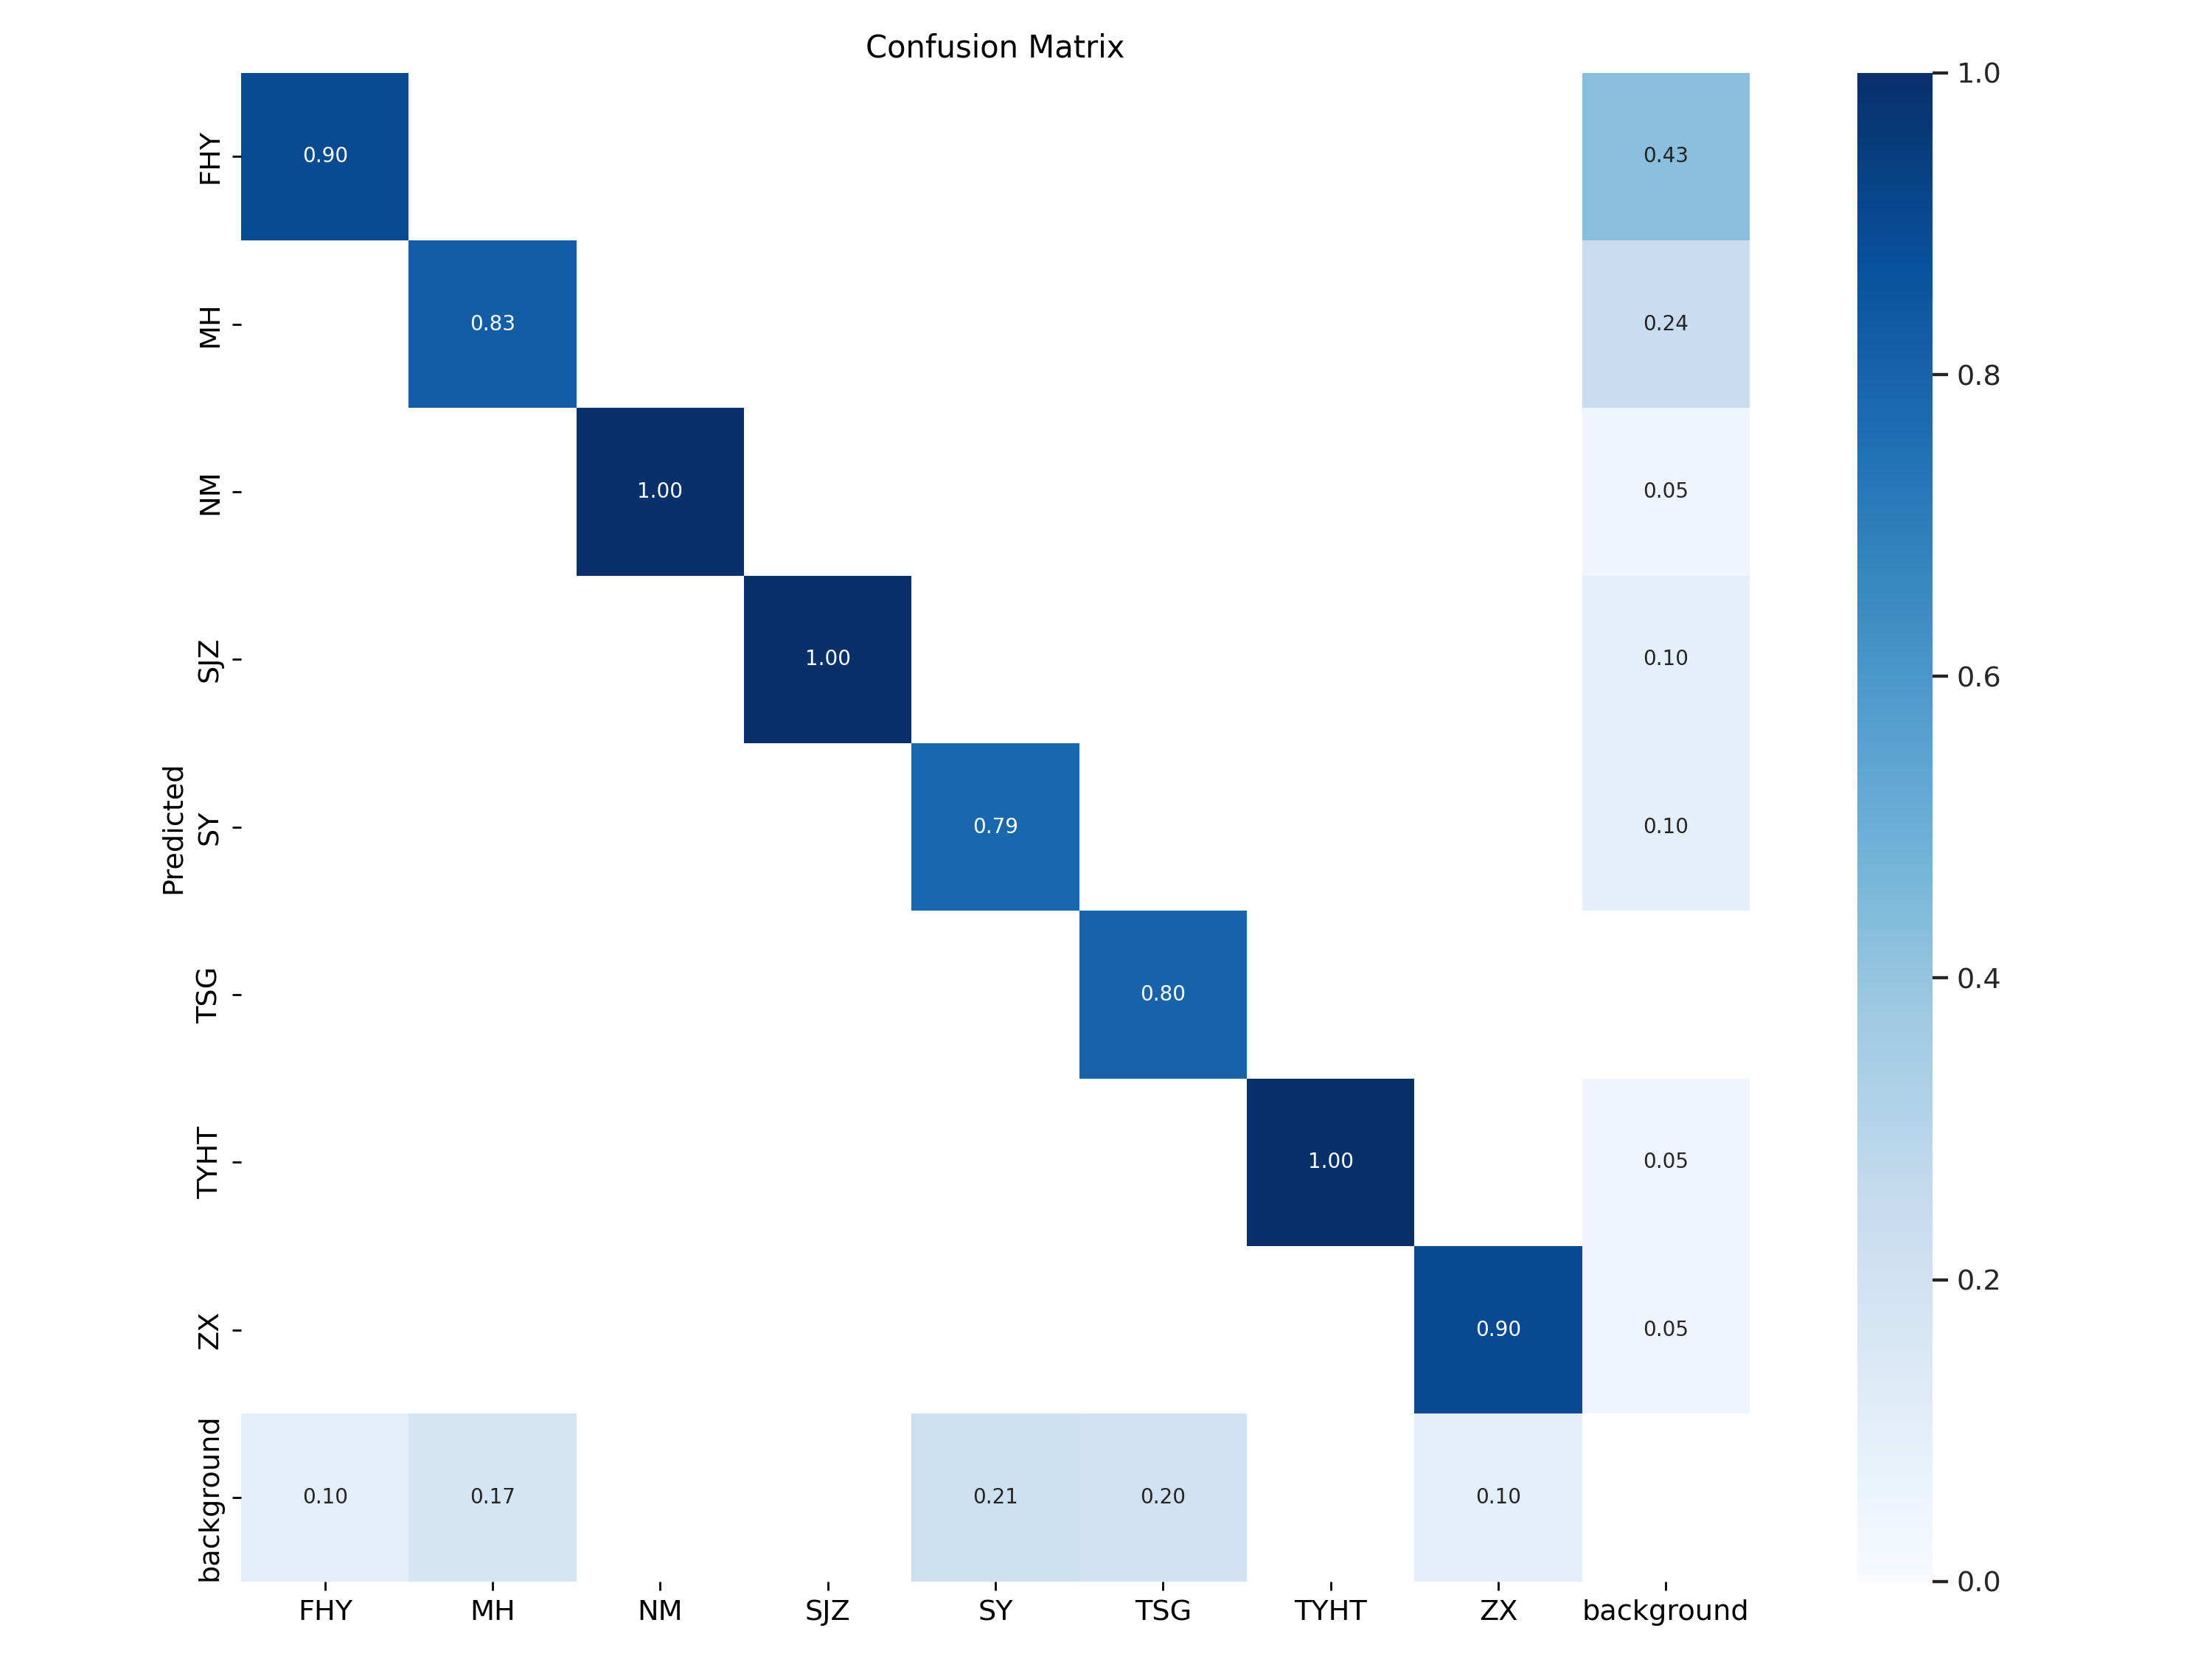 Confusion Matrix
FHY 0.90 0.43 1.0
MH 0.83 0.24 0.8
NM 1.00 0.05
SJZ 1.00 0.10 0.6
Predicted
SY 0.79 0.10
TSG 0.80 0.4
TYHT 1.00 0.05
ZX 0.90 0.05 0.2
background 0.10 0.17 0.21 0.20 0.10 0.0
FHY MH NM SJZ SY TSG TYHT ZX background